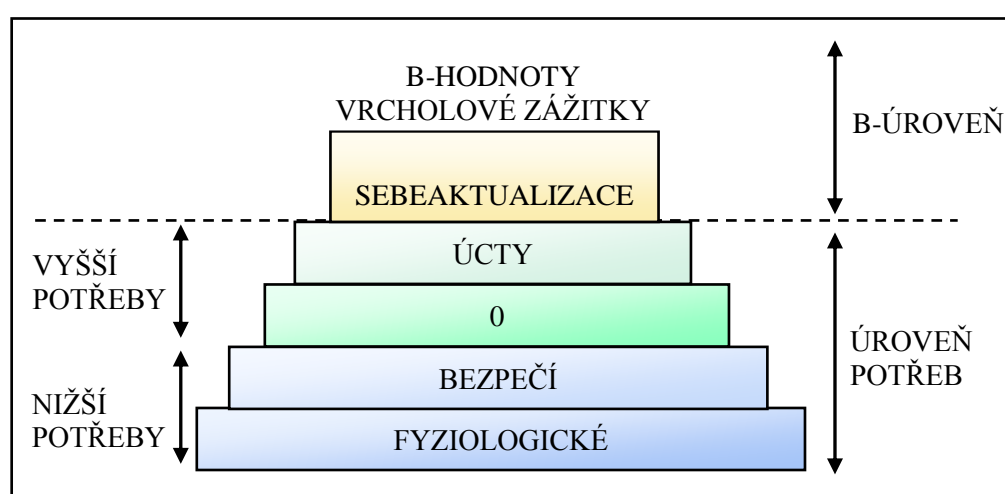 B-HODNOTY
VRCHOLOVÉ ZÁŽITKY
B-ÚROVEŇ
SEBEAKTUALIZACE
ÚCTY
VYŠŠÍ
POTŘEBY
0
ÚROVEŇ
POTŘEB
BEZPEČÍ
NIŽŠÍ
POTŘEBY
FYZIOLOGICKÉ